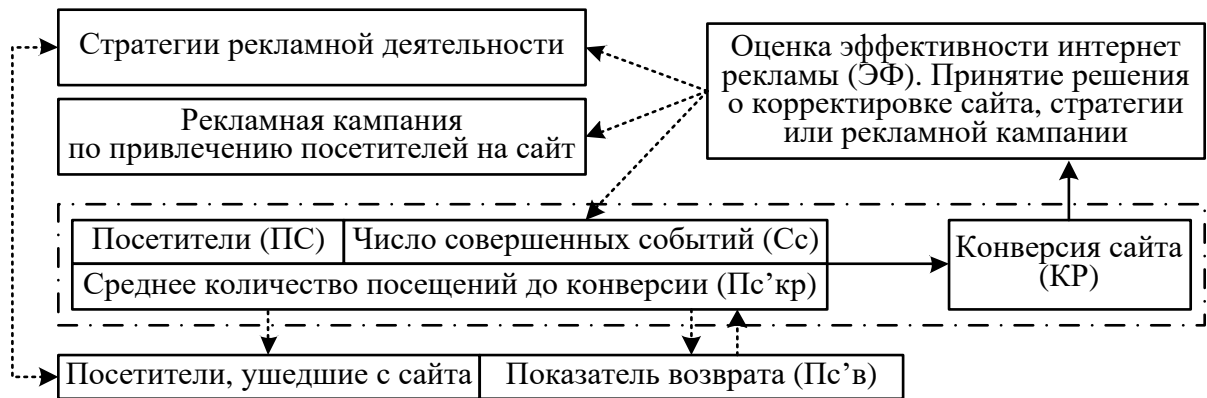 Стратегии рекламной деятельности
Рекламная кампания
по привлечению посетителей на сайт
Оценка эффективности интернет
рекламы (ЭФ). Принятие решения
о корректировке сайта, стратегии
или рекламной кампании
Посетители (ПС)
Число совершенных событий (Сс)
Среднее количество посещений до конверсии (Пс’кр)
Конверсия сайта
(КР)
Посетители, ушедшие с сайта
Показатель возврата (Пс’в)